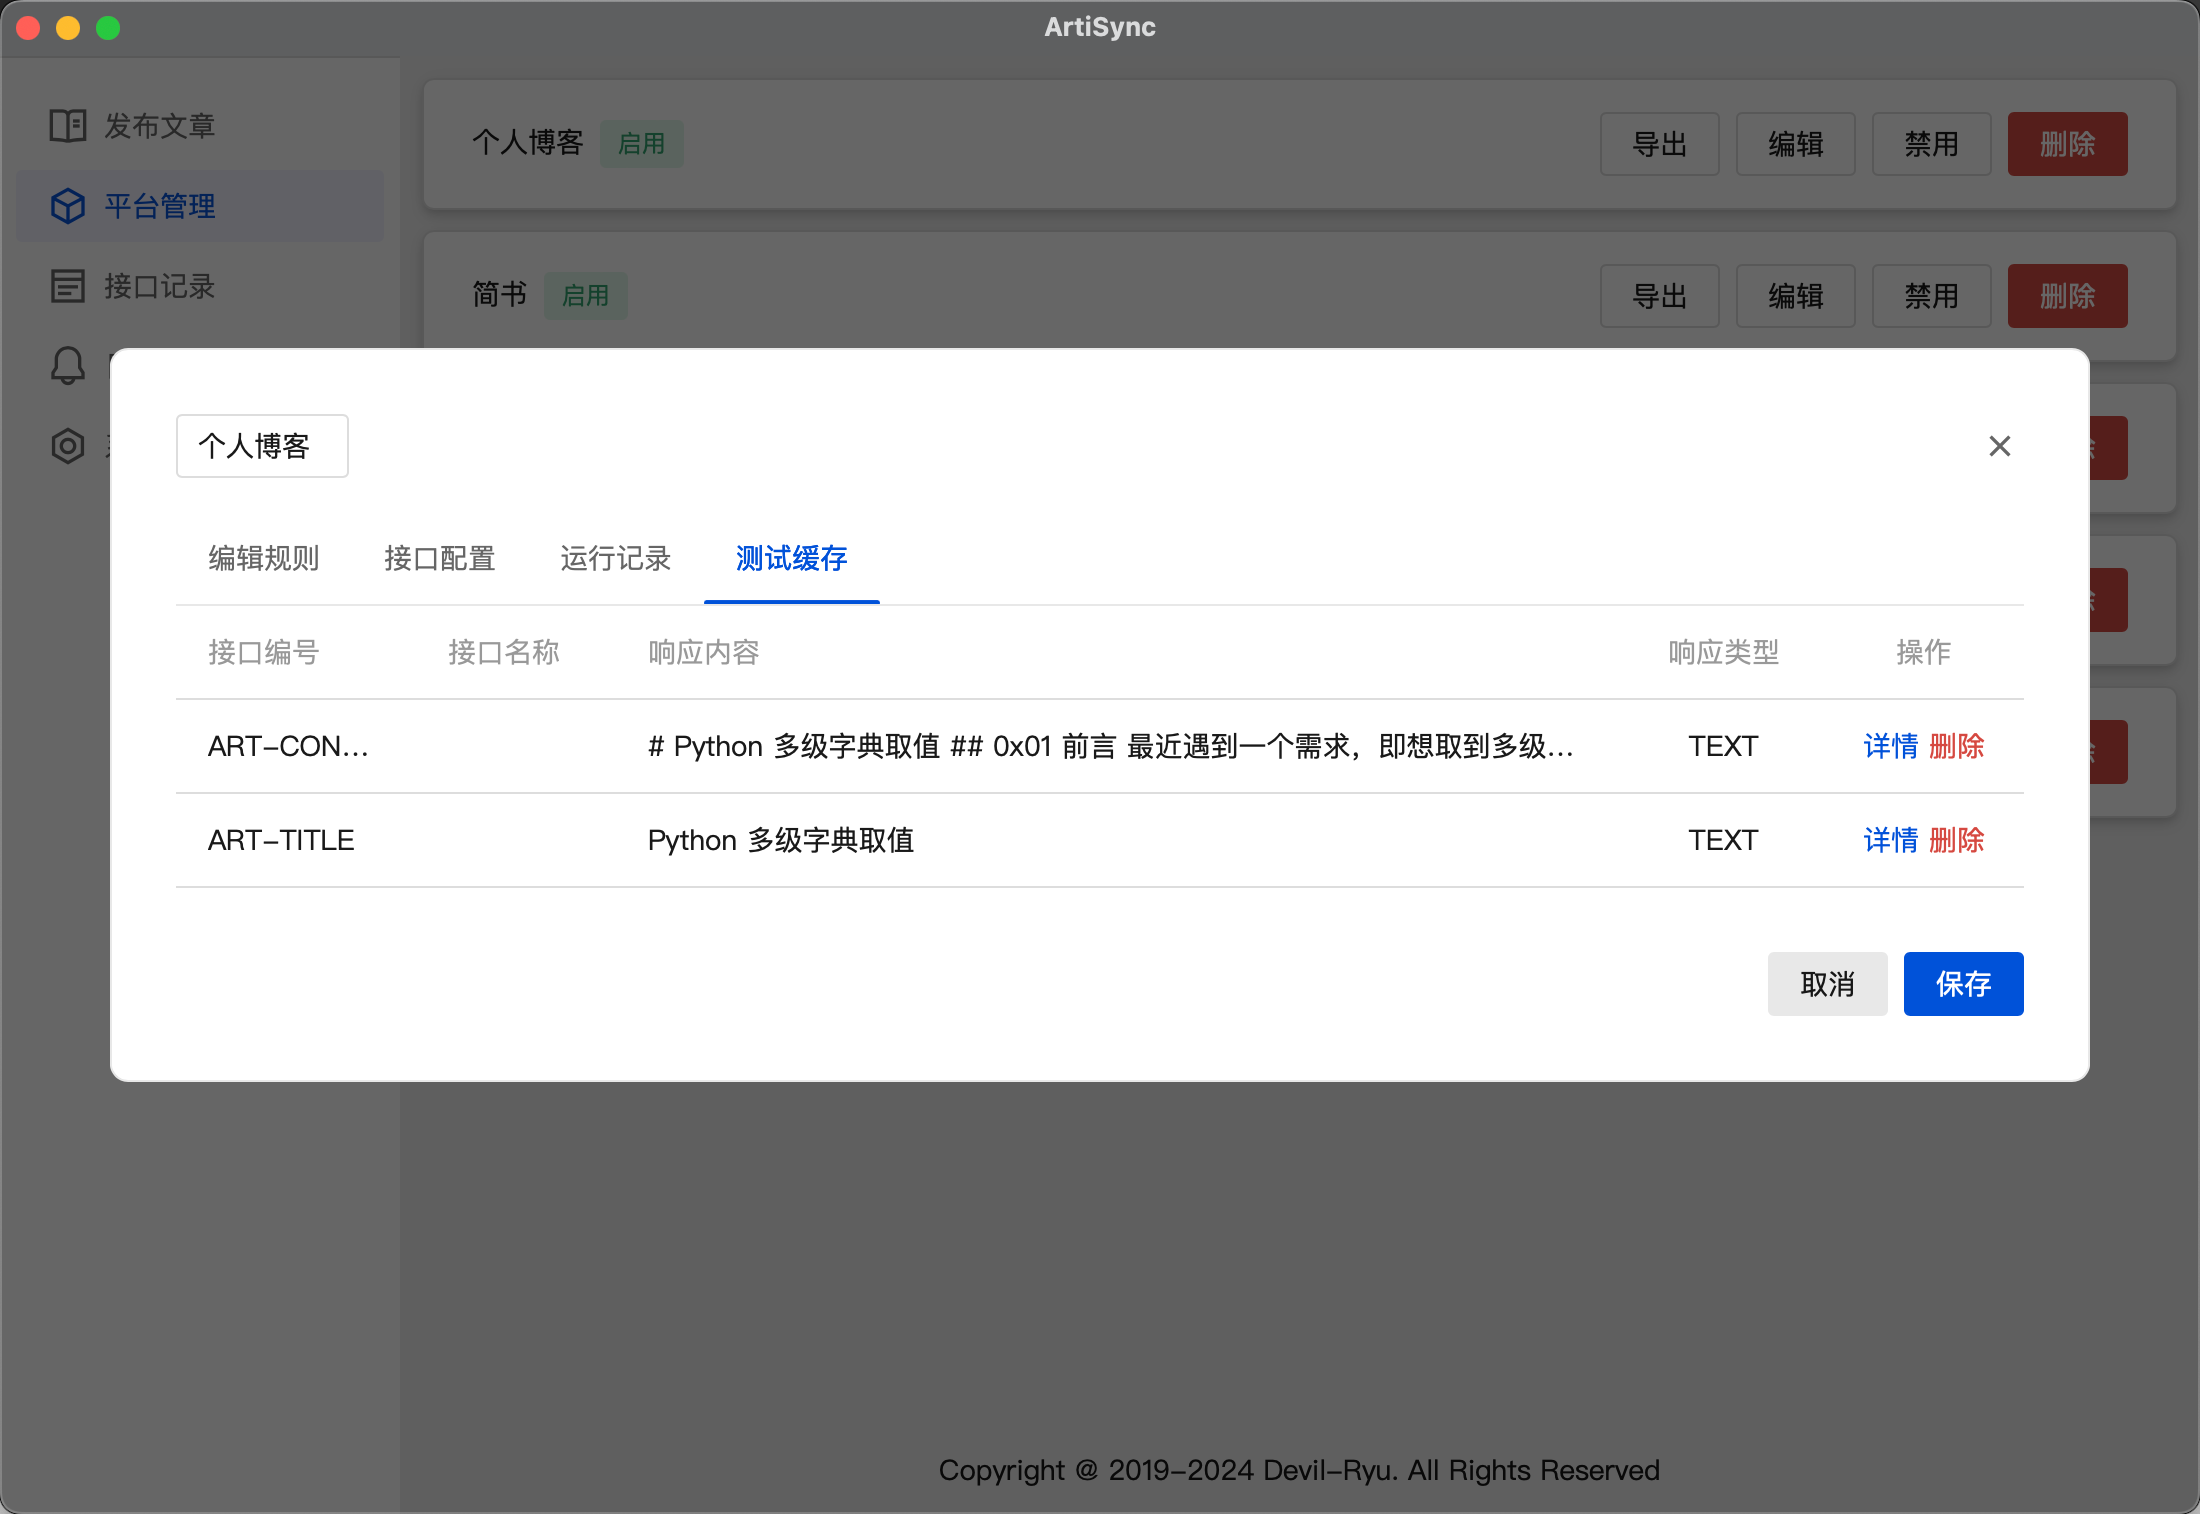 ArtiSync
发布文章
平台管理
接口记录
个人博客 启用 导出 编辑 禁用 删除
简书 启用 导出 编辑 禁用 删除
个人博客
编辑规则 接口配置 运行记录 测试缓存
接口编号 接口名称 响应内容 响应类型 操作
ART-CON... # Python 多级字典取值 ## 0x01 前言 最近遇到一个需求，即想取到多级... TEXT 详情 删除
ART-TITLE Python 多级字典取值 TEXT 详情 删除
取消 保存
Copyright @ 2019-2024 Devil-Ryu. All Rights Reserved